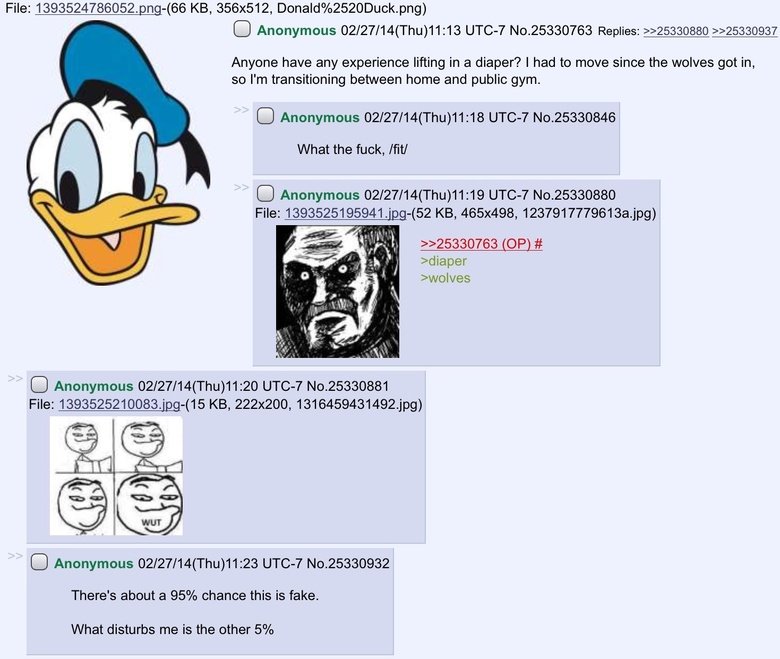 File: 1393524786052.png-(66 KB, 356x512, Donald%2520Duck.png)
Anonymous 02/27/14(Thu)11:13 UTC-7 No.25330763 Replies: >>25330880 >>25330937
Anyone have any experience lifting in a diaper? I had to move since the wolves got in,
so I'm transitioning between home and public gym.
>> Anonymous 02/27/14(Thu)11:18 UTC-7 No.25330846
What the fuck, /fit/
>> Anonymous 02/27/14(Thu)11:19 UTC-7 No.25330880
File: 1393525195941.jpg-(52 KB, 465x498, 1237917779613a.jpg)
>>25330763 (OP) #
>diaper
>wolves
>> Anonymous 02/27/14(Thu)11:20 UTC-7 No.25330881
File: 1393525210083.jpg-(15 KB, 222x200, 1316459431492.jpg)
WUT
>> Anonymous 02/27/14(Thu)11:23 UTC-7 No.25330932
There's about a 95% chance this is fake.
What disturbs me is the other 5%